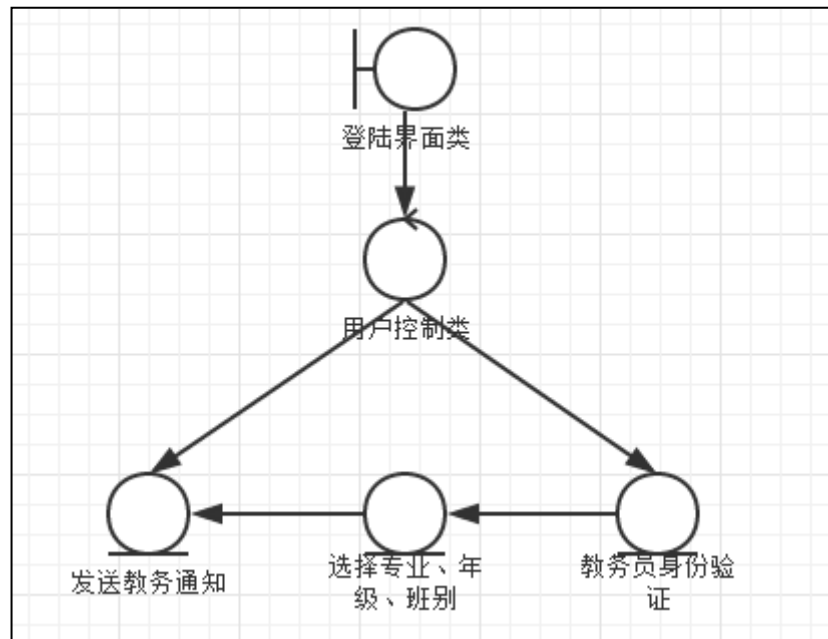 登陆界面类
用户控制类
发送教务通知
选择专业、年
级、班别
教务员身份验
证